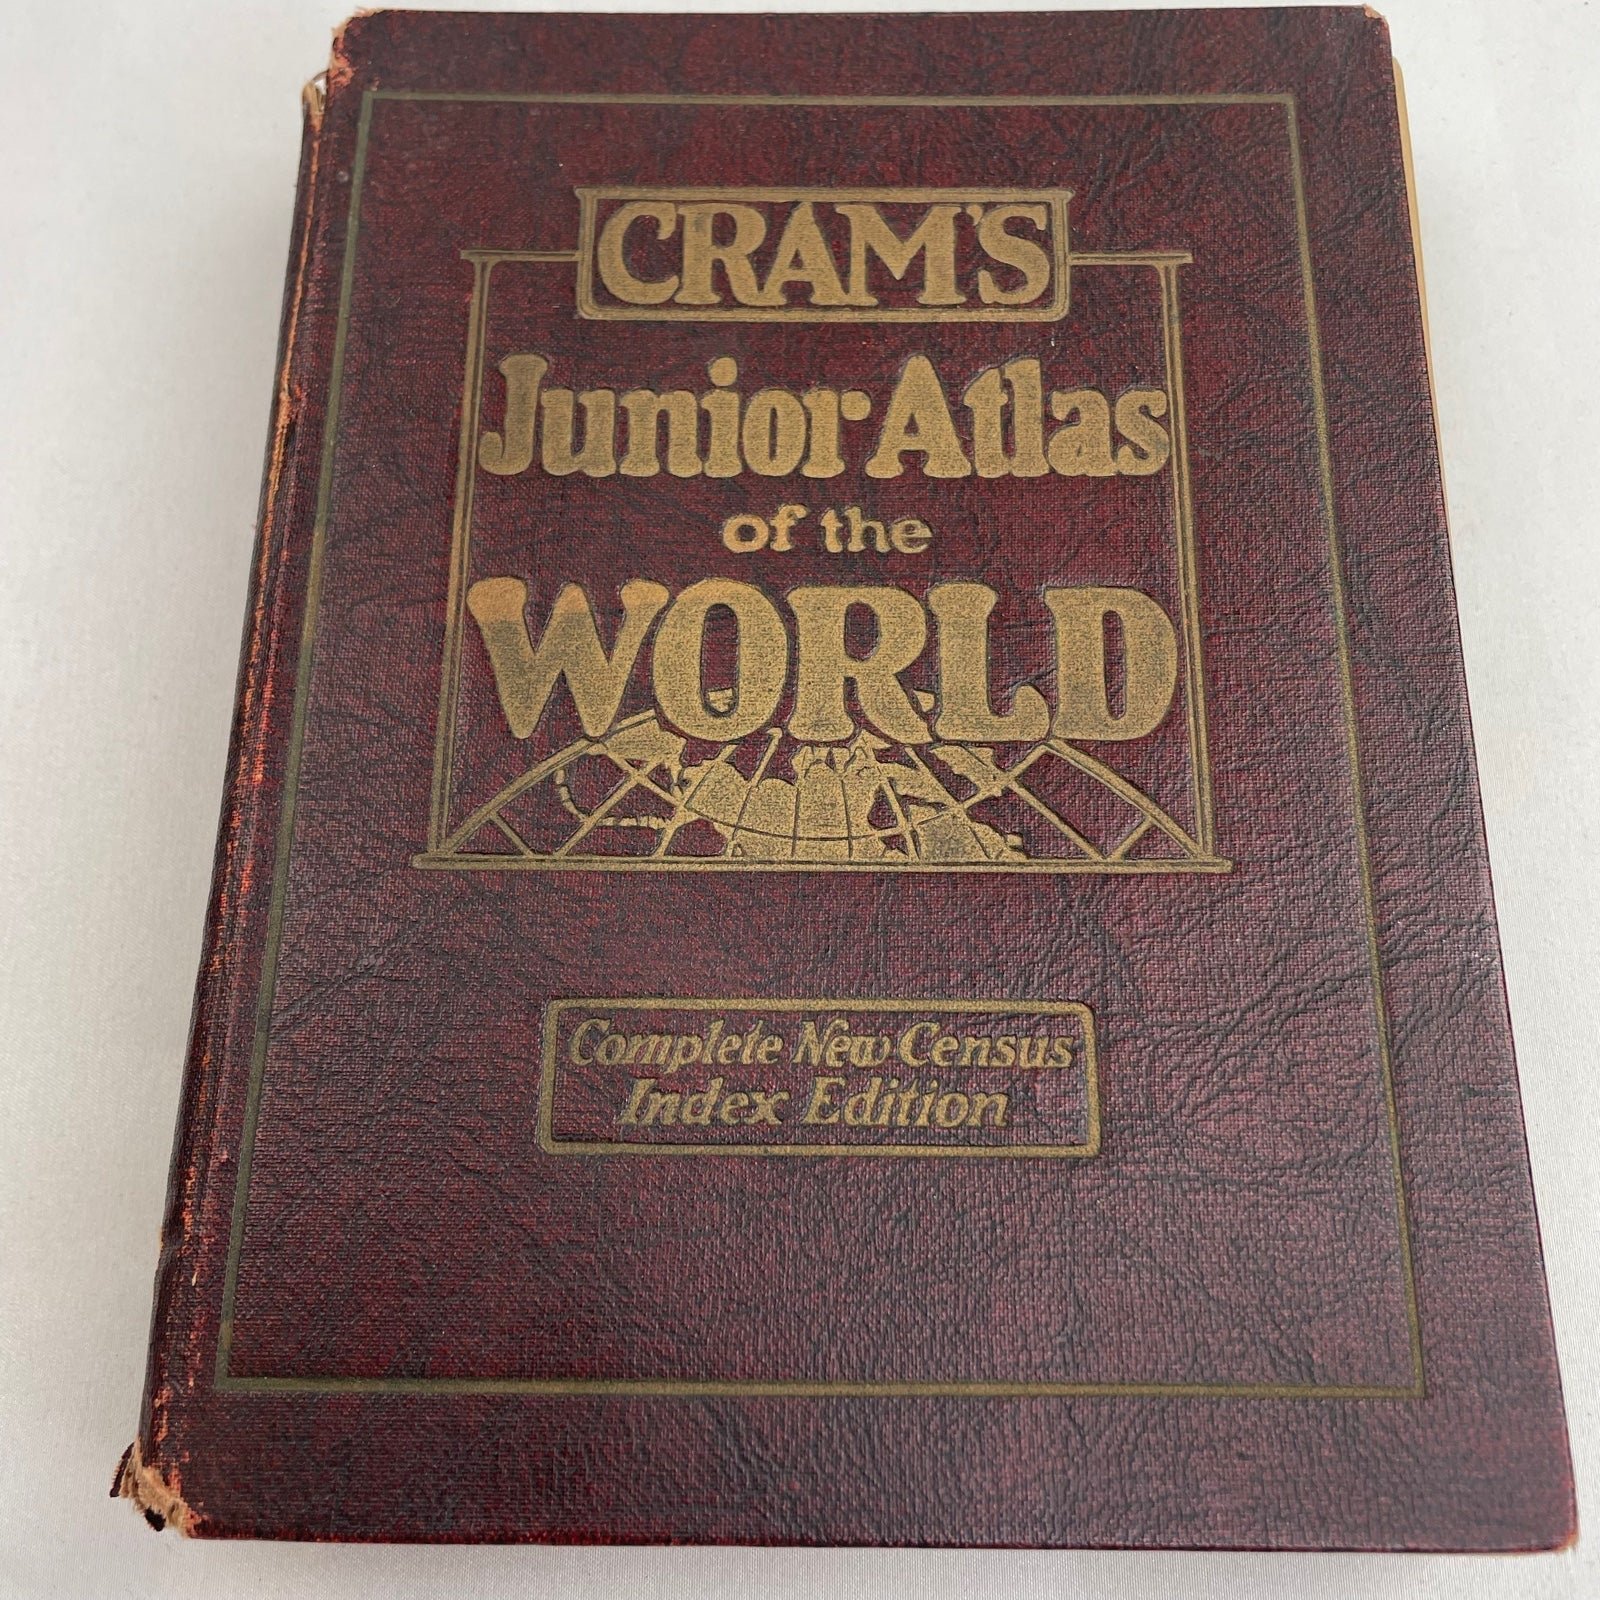 CRAM'S
Junior Atlas
of the
WORLD
Complete New Census
Index Edition